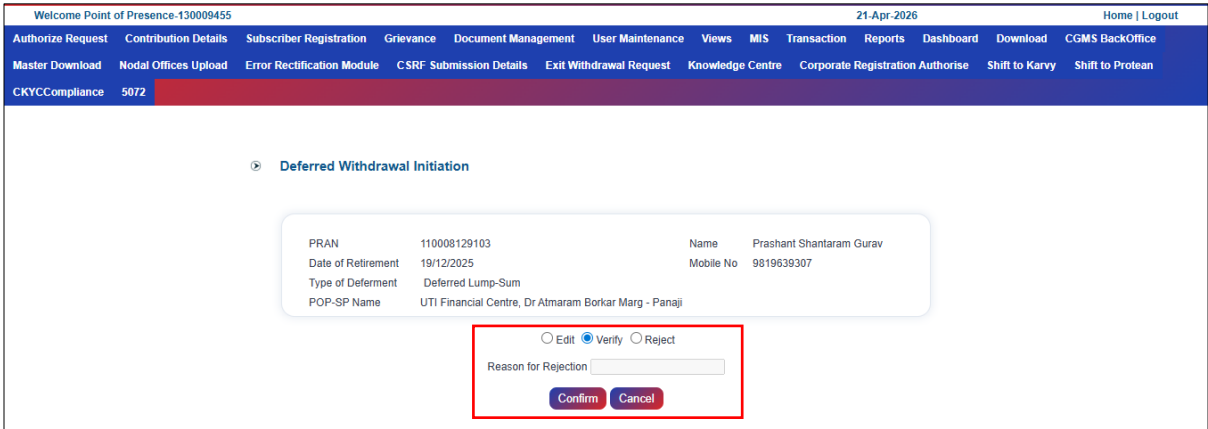 Welcome Point of Presence-130009455 21-Apr-2026 Home | Logout
Authorize Request Contribution Details Subscriber Registration Grievance Document Management User Maintenance Views MIS Transaction Reports Dashboard Download CGMS BackOffice
Master Download Nodal Offices Upload Error Rectification Module CSRF Submission Details Exit Withdrawal Request Knowledge Centre Corporate Registration Authorise Shift to Karvy Shift to Protean
CKYCCompliance 5072
Deferred Withdrawal Initiation
PRAN 110008129103 Name Prashant Shantaram Gurav
Date of Retirement 19/12/2025 Mobile No 9819639307
Type of Deferment Deferred Lump-Sum
POP-SP Name UTI Financial Centre, Dr Atmaram Borkar Marg - Panaji
Edit Verify Reject
Reason for Rejection
Confirm Cancel